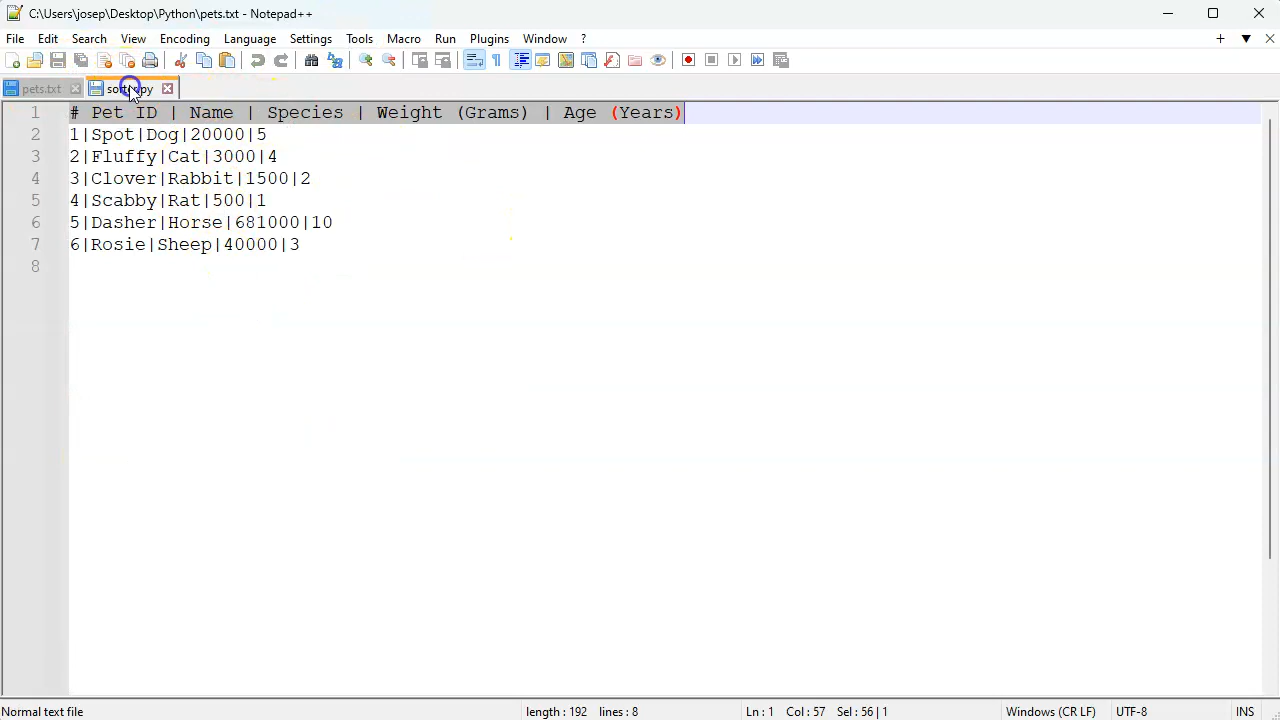 C:\Users\josep\Desktop\Python\pets.txt - Notepad++
File Edit Search View Encoding Language Settings Tools Macro Run Plugins Window ?
pets.txt
1 # Pet ID | Name | Species | Weight (Grams) | Age (Years)
2 1|Spot|Dog|20000|5
3 2|Fluffy|Cat|3000|4
4 3|Clover|Rabbit|1500|2
5 4|Scabby|Rat|500|1
6 5|Dasher|Horse|681000|10
7 6|Rosie|Sheep|40000|3
8
Normal text file length : 192 lines : 8 Ln : 1 Col : 57 Sel : 56 | 1 Windows (CR LF) UTF-8 INS